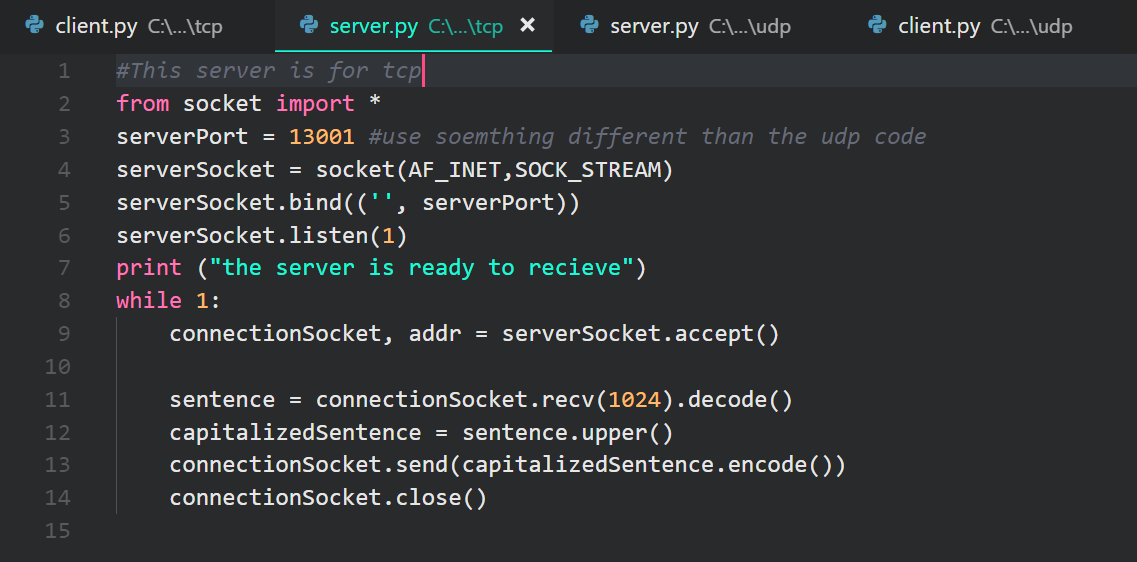 client.py C:\...\tcp server.py C:\...\tcp × server.py C:\...\udp client.py C:\...\udp
1 #This server is for tcp
2 from socket import *
3 serverPort = 13001 #use soemthing different than the udp code
4 serverSocket = socket(AF_INET,SOCK_STREAM)
5 serverSocket.bind(('', serverPort))
6 serverSocket.listen(1)
7 print ("the server is ready to recieve")
8 while 1:
9     connectionSocket, addr = serverSocket.accept()
10
11     sentence = connectionSocket.recv(1024).decode()
12     capitalizedSentence = sentence.upper()
13     connectionSocket.send(capitalizedSentence.encode())
14     connectionSocket.close()
15